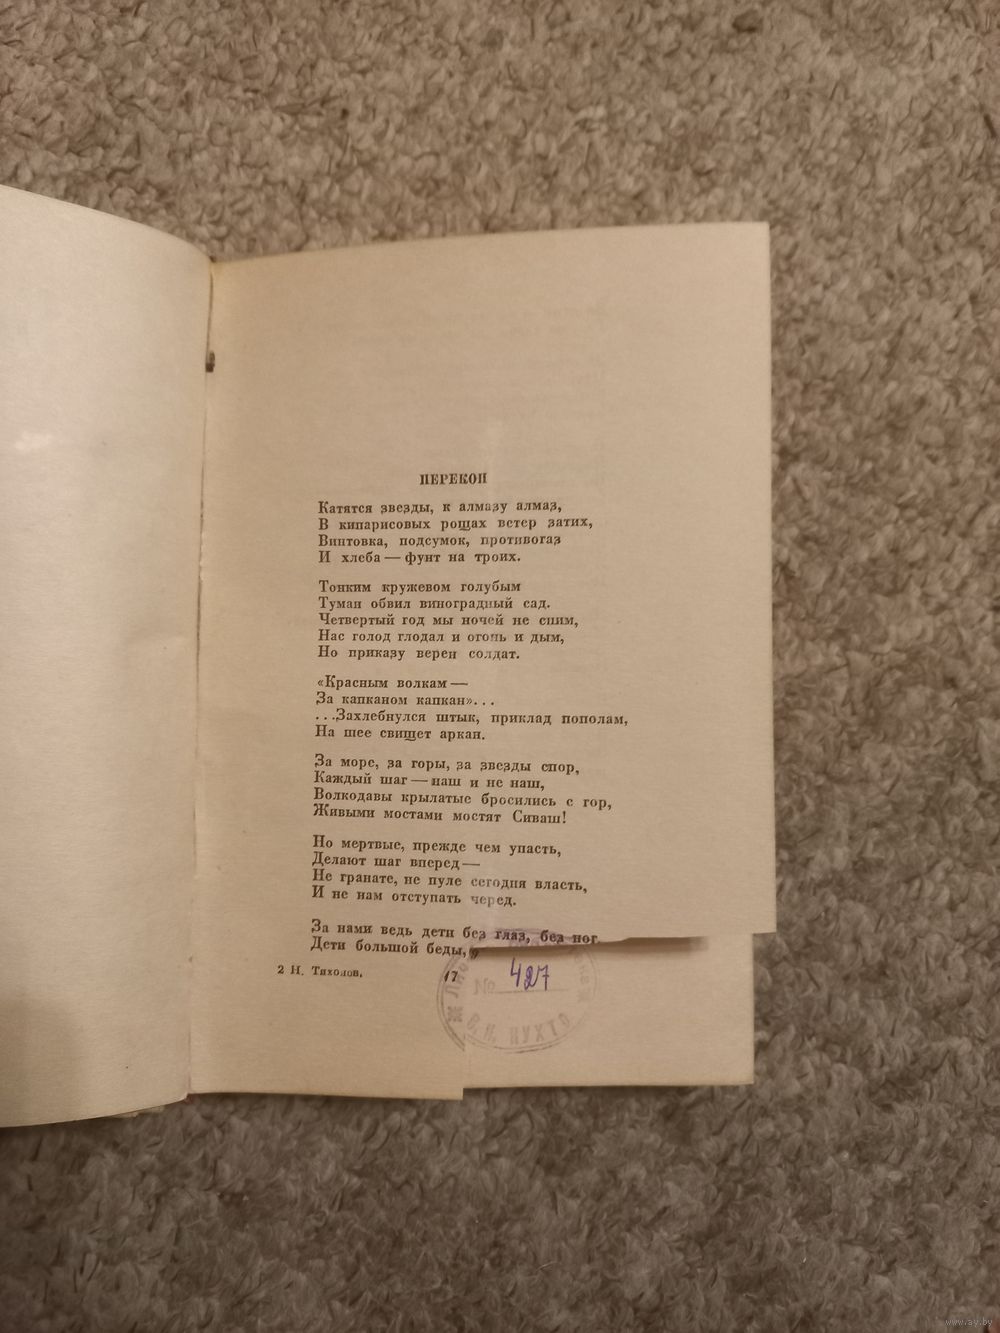 ПЕРЕКОП
Катятся звезды, к алмазу алмаз,
В кипарисовых рощах ветер затих,
Винтовка, подсумок, противогаз
И хлеба — фунт на троих.
Тонким кружевом голубым
Туман обвил виноградный сад.
Четвертый год мы ночей не спим,
Нас голод глодал и огонь и дым,
Но приказу верен солдат.
«Красным волкам —
За капканом капкан»...
...Захлебнулся штык, приклад пополам,
На шее свищет аркан.
За море, за горы, за звезды спор,
Каждый шаг — наш и не наш,
Волкодавы крылатые бросились с гор,
Живыми мостами мостят Сиваш!
Но мертвые, прежде чем упасть,
Делают шаг вперед —
Не гранате, не пуле сегодня власть,
И не нам отступать черед.
За нами ведь дети без глаз, без ног,
Дети большой беды,
2 Н. Тихонов.
17
№ 427
В. И. КУХТО
www.ay.by